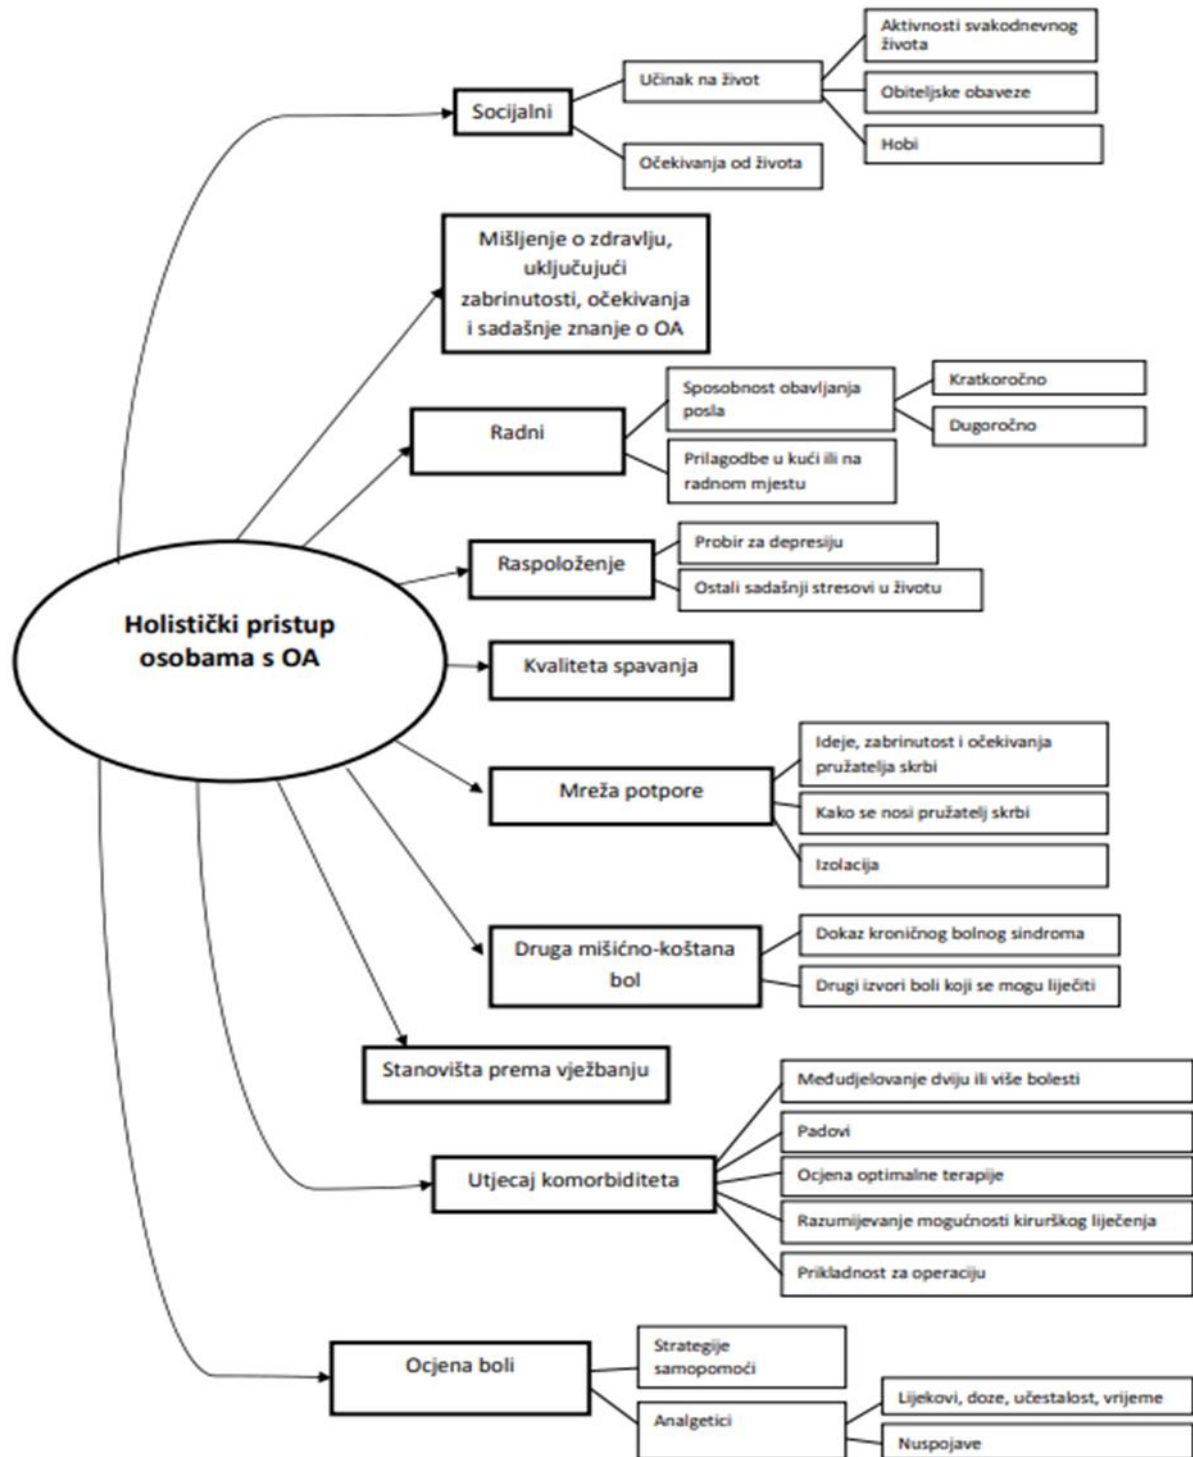 Aktivnosti svakodnevnog
života
Učinak na život
Socijalni
Obiteljske obaveze
Hobi
Očekivanja od života
Mišljenje o zdravlju,
uključujući
zabrinutosti, očekivanja
i sadašnje znanje o OA
Radni
Sposobnost obavljanja
posla
Kratkoročno
Dugoročno
Prilagodbe u kući ili na
radnom mjestu
Raspoloženje
Probir za depresiju
Ostali sadašnji stresovi u životu
Holistički pristup
osobama s OA
Kvaliteta spavanja
Mreža potpore
Ideje, zabrinutost i očekivanja
pružatelja skrbi
Kako se nosi pružatelj skrbi
Izolacija
Druga mišićno-koštana
bol
Dokaz kroničnog bolnog sindroma
Drugi izvori boli koji se mogu liječiti
Stanovišta prema vježbanju
Utjecaj komorbiditeta
Međudjelovanje dviju ili više bolesti
Padovi
Ocjena optimalne terapije
Razumijevanje mogućnosti kirurškog liječenja
Prikladnost za operaciju
Ocjena boli
Strategije
samopomoći
Analgetici
Lijekovi, doze, učestalost, vrijeme
Nuspojave